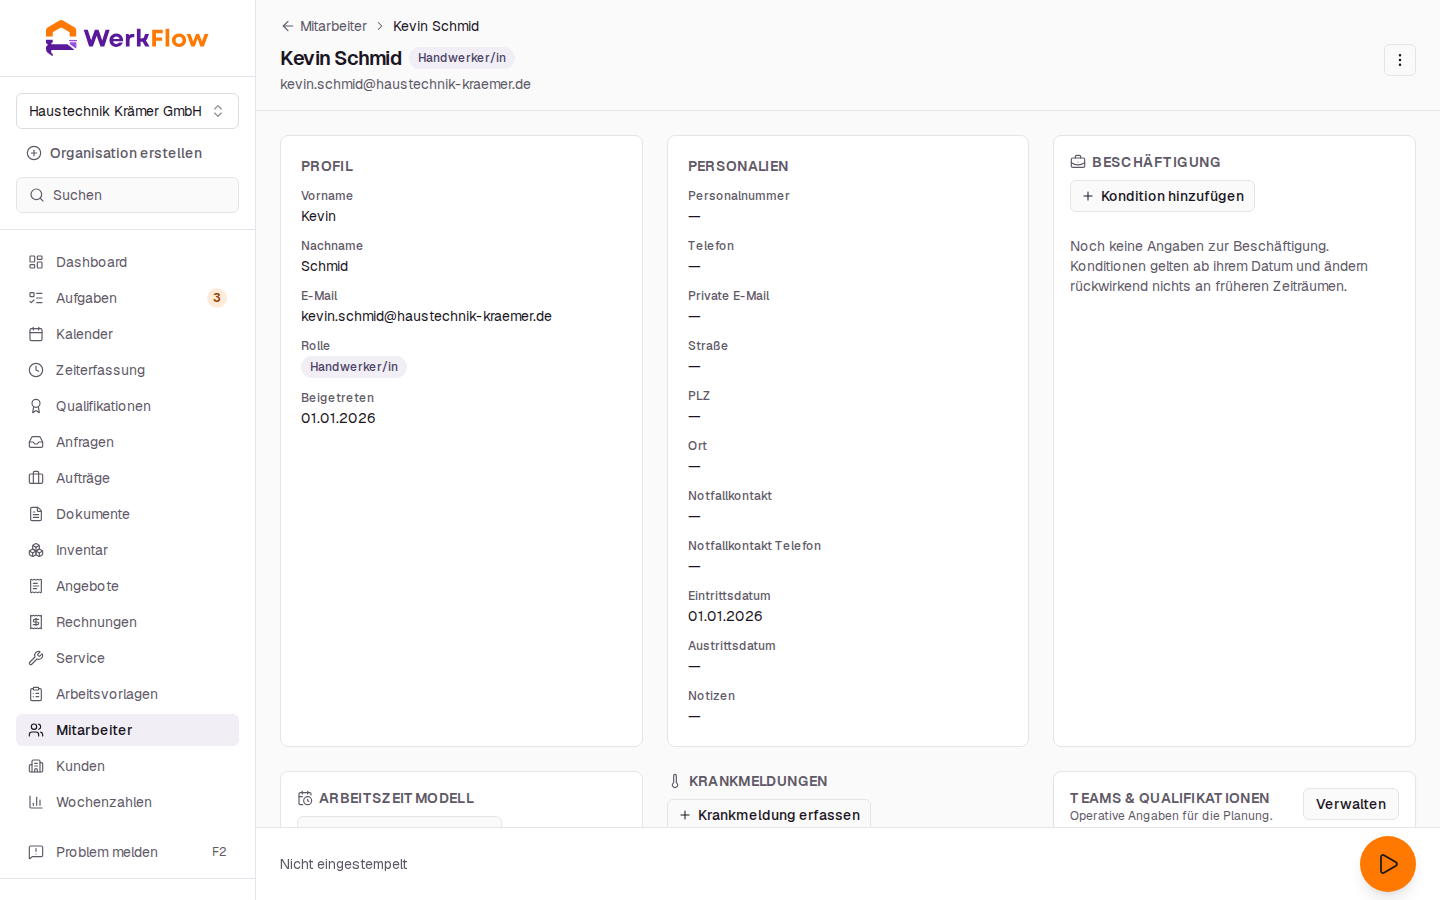 WerkFlow
Haustechnik Krämer GmbH
Organisation erstellen
Suchen
Dashboard
Aufgaben 3
Kalender
Zeiterfassung
Qualifikationen
Anfragen
Aufträge
Dokumente
Inventar
Angebote
Rechnungen
Service
Arbeitsvorlagen
Mitarbeiter
Kunden
Wochenzahlen
Problem melden F2
Mitarbeiter Kevin Schmid
Kevin Schmid Handwerker/in
kevin.schmid@haustechnik-kraemer.de
PROFIL
Vorname
Kevin
Nachname
Schmid
E-Mail
kevin.schmid@haustechnik-kraemer.de
Rolle
Handwerker/in
Beigetreten
01.01.2026
PERSONALIEN
Personalnummer
—
Telefon
—
Private E-Mail
—
Straße
—
PLZ
—
Ort
—
Notfallkontakt
—
Notfallkontakt Telefon
—
Eintrittsdatum
01.01.2026
Austrittsdatum
—
Notizen
—
BESCHÄFTIGUNG
Kondition hinzufügen
Noch keine Angaben zur Beschäftigung.
Konditionen gelten ab ihrem Datum und ändern
rückwirkend nichts an früheren Zeiträumen.
ARBEITSZEITMODELL
KRANKMELDUNGEN
Krankmeldung erfassen
TEAMS & QUALIFIKATIONEN
Operative Angaben für die Planung.
Verwalten
Nicht eingestempelt